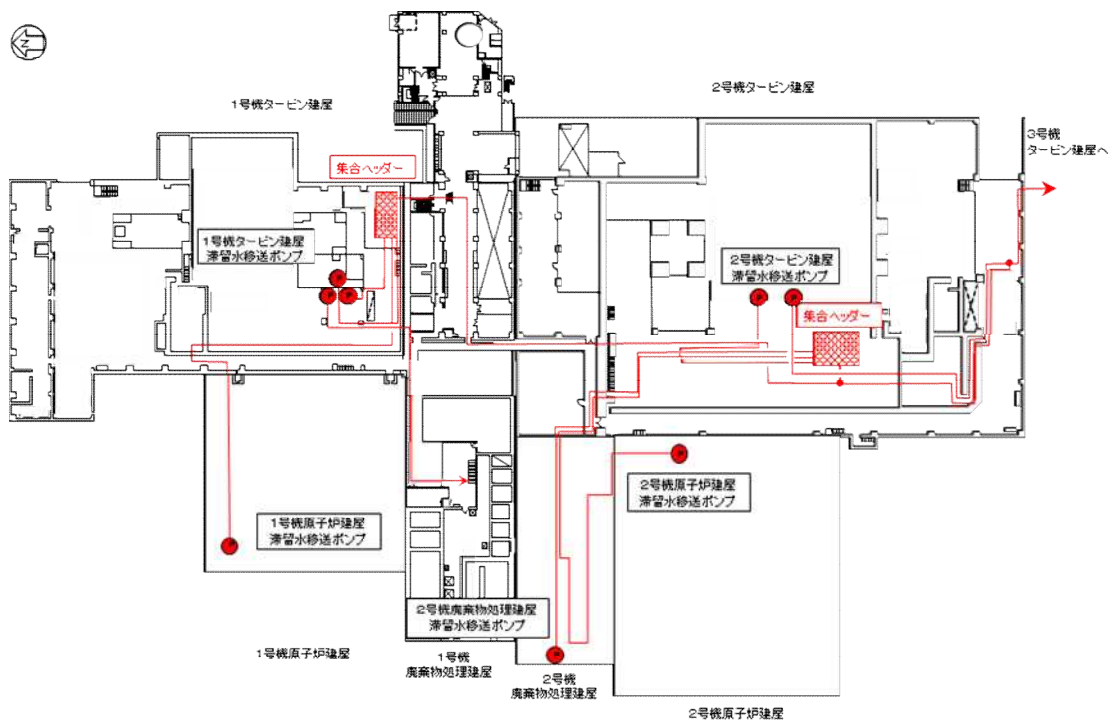 N
1号機タービン建屋
2号機タービン建屋
3号機
タービン建屋へ
集合ヘッダー
1号機タービン建屋
滞留水移送ポンプ
2号機タービン建屋
滞留水移送ポンプ
集合ヘッダー
2号機原子炉建屋
滞留水移送ポンプ
1号機原子炉建屋
滞留水移送ポンプ
2号機廃棄物処理建屋
滞留水移送ポンプ
1号機原子炉建屋
1号機
廃棄物処理建屋
2号機
廃棄物処理建屋
2号機原子炉建屋
P
P
P
P
P
P
P
P